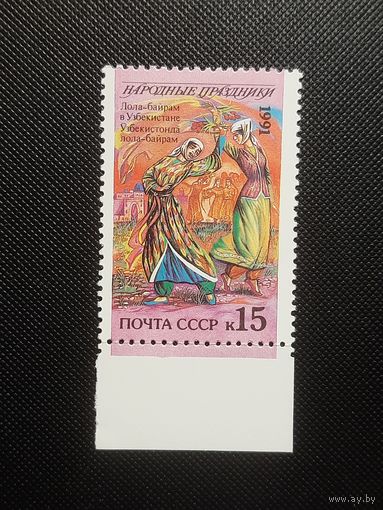 НАРОДНЫЕ ПРАЗДНИКИ
Лола-байрам
в Узбекистане
Узбекистонда
лола-байрам
1991
ПОЧТА СССР к15
www.ay.by